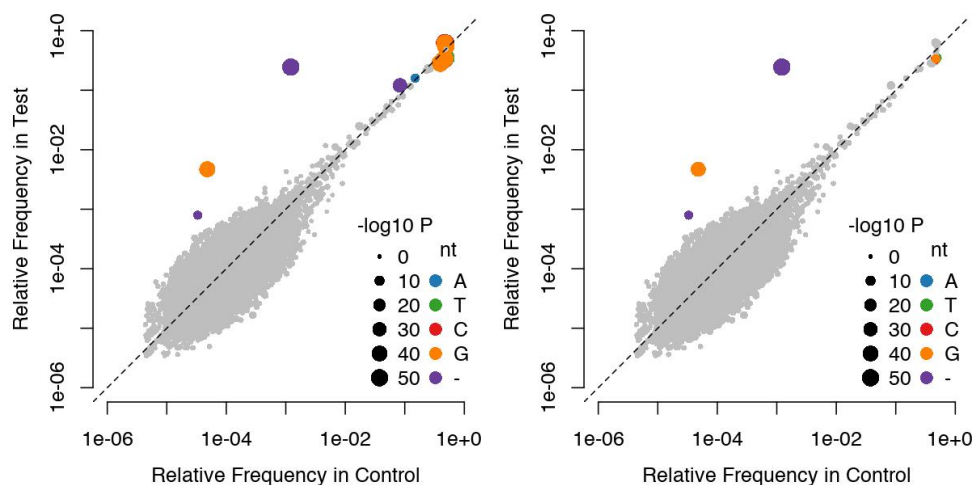 1e+0
1e-02
1e-04
1e-06
Relative Frequency in Test
-log10 P
nt
0
10 A
20 T
30 C
40 G
50 -
1e-06 1e-04 1e-02 1e+0
Relative Frequency in Control
1e+0
1e-02
1e-04
1e-06
Relative Frequency in Test
-log10 P
nt
0
10 A
20 T
30 C
40 G
50 -
1e-06 1e-04 1e-02 1e+0
Relative Frequency in Control